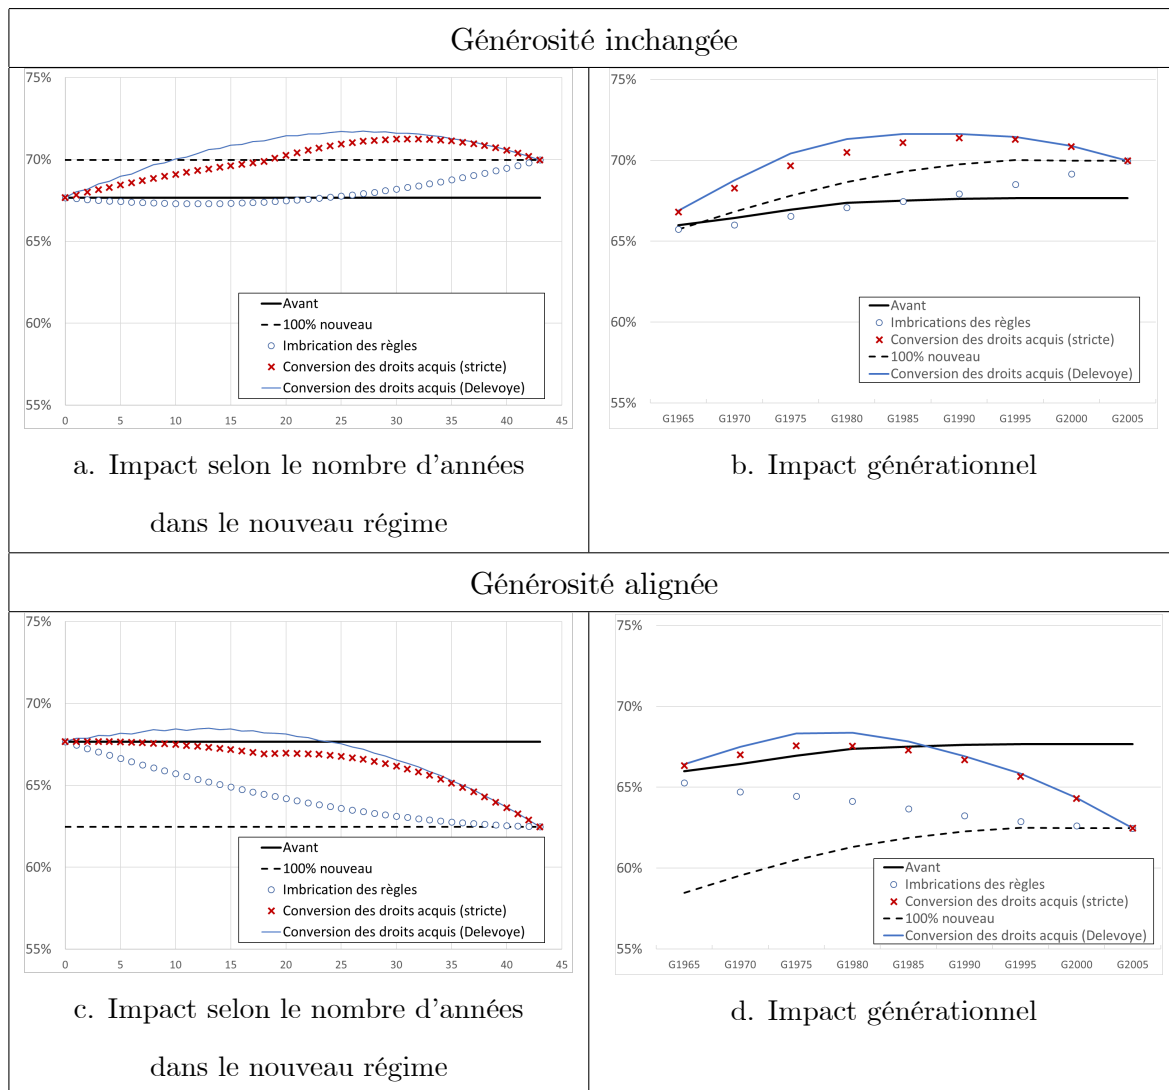 Générosité inchangée
75%
70%
65%
60%
55%
0 5 10 15 20 25 30 35 40 45
Avant
100% nouveau
Imbrication des règles
Conversion des droits acquis (stricte)
Conversion des droits acquis (Delevoye)
a. Impact selon le nombre d'années
dans le nouveau régime
75%
70%
65%
60%
55%
G1965 G1970 G1975 G1980 G1985 G1990 G1995 G2000 G2005
Avant
Imbrications des règles
Conversion des droits acquis (stricte)
100% nouveau
Conversion des droits acquis (Delevoye)
b. Impact générationnel
Générosité alignée
75%
70%
65%
60%
55%
0 5 10 15 20 25 30 35 40 45
Avant
100% nouveau
Imbrication des règles
Conversion des droits acquis (stricte)
Conversion des droits acquis (Delevoye)
c. Impact selon le nombre d'années
dans le nouveau régime
75%
70%
65%
60%
55%
G1965 G1970 G1975 G1980 G1985 G1990 G1995 G2000 G2005
Avant
Imbrications des règles
Conversion des droits acquis (stricte)
100% nouveau
Conversion des droits acquis (Delevoye)
d. Impact générationnel